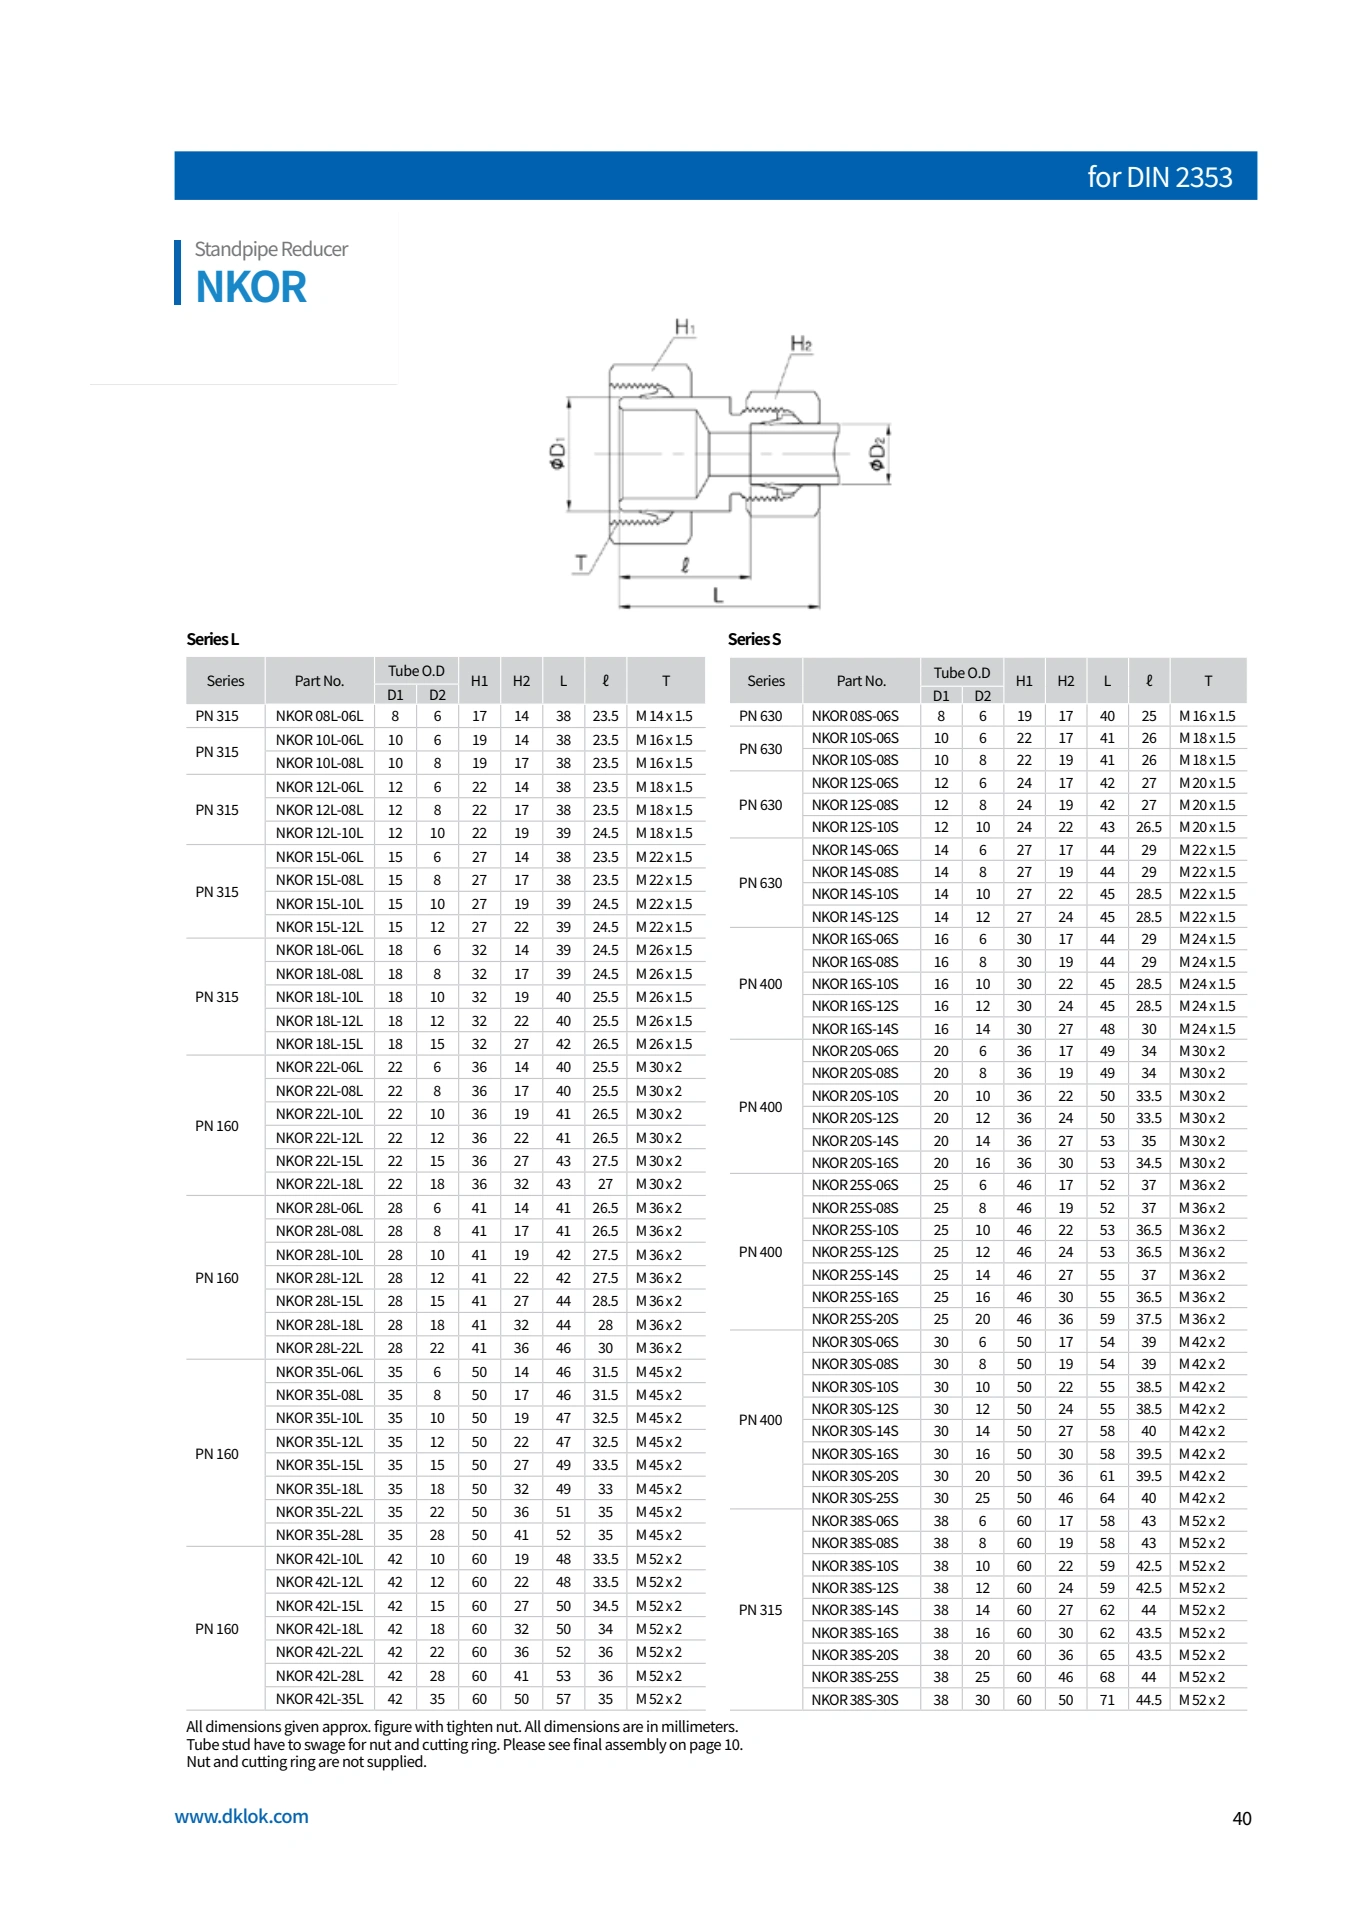 for DIN 2353
Standpipe Reducer
NKOR
H1
H2
ϕD1
ϕD2
T
ℓ
L
Series L
Series Part No. Tube O.D H1 H2 L ℓ T
D1 D2
PN 315 NKOR 08L-06L 8 6 17 14 38 23.5 M 14 x 1.5
PN 315 NKOR 10L-06L 10 6 19 14 38 23.5 M 16 x 1.5
NKOR 10L-08L 10 8 19 17 38 23.5 M 16 x 1.5
PN 315 NKOR 12L-06L 12 6 22 14 38 23.5 M 18 x 1.5
NKOR 12L-08L 12 8 22 17 38 23.5 M 18 x 1.5
NKOR 12L-10L 12 10 22 19 39 24.5 M 18 x 1.5
PN 315 NKOR 15L-06L 15 6 27 14 38 23.5 M 22 x 1.5
NKOR 15L-08L 15 8 27 17 38 23.5 M 22 x 1.5
NKOR 15L-10L 15 10 27 19 39 24.5 M 22 x 1.5
NKOR 15L-12L 15 12 27 22 39 24.5 M 22 x 1.5
PN 315 NKOR 18L-06L 18 6 32 14 39 24.5 M 26 x 1.5
NKOR 18L-08L 18 8 32 17 39 24.5 M 26 x 1.5
NKOR 18L-10L 18 10 32 19 40 25.5 M 26 x 1.5
NKOR 18L-12L 18 12 32 22 40 25.5 M 26 x 1.5
NKOR 18L-15L 18 15 32 27 42 26.5 M 26 x 1.5
PN 160 NKOR 22L-06L 22 6 36 14 40 25.5 M 30 x 2
NKOR 22L-08L 22 8 36 17 40 25.5 M 30 x 2
NKOR 22L-10L 22 10 36 19 41 26.5 M 30 x 2
NKOR 22L-12L 22 12 36 22 41 26.5 M 30 x 2
NKOR 22L-15L 22 15 36 27 43 27.5 M 30 x 2
NKOR 22L-18L 22 18 36 32 43 27 M 30 x 2
PN 160 NKOR 28L-06L 28 6 41 14 41 26.5 M 36 x 2
NKOR 28L-08L 28 8 41 17 41 26.5 M 36 x 2
NKOR 28L-10L 28 10 41 19 42 27.5 M 36 x 2
NKOR 28L-12L 28 12 41 22 42 27.5 M 36 x 2
NKOR 28L-15L 28 15 41 27 44 28.5 M 36 x 2
NKOR 28L-18L 28 18 41 32 44 28 M 36 x 2
NKOR 28L-22L 28 22 41 36 46 30 M 36 x 2
PN 160 NKOR 35L-06L 35 6 50 14 46 31.5 M 45 x 2
NKOR 35L-08L 35 8 50 17 46 31.5 M 45 x 2
NKOR 35L-10L 35 10 50 19 47 32.5 M 45 x 2
NKOR 35L-12L 35 12 50 22 47 32.5 M 45 x 2
NKOR 35L-15L 35 15 50 27 49 33.5 M 45 x 2
NKOR 35L-18L 35 18 50 32 49 33 M 45 x 2
NKOR 35L-22L 35 22 50 36 51 35 M 45 x 2
NKOR 35L-28L 35 28 50 41 52 35 M 45 x 2
PN 160 NKOR 42L-10L 42 10 60 19 48 33.5 M 52 x 2
NKOR 42L-12L 42 12 60 22 48 33.5 M 52 x 2
NKOR 42L-15L 42 15 60 27 50 34.5 M 52 x 2
NKOR 42L-18L 42 18 60 32 50 34 M 52 x 2
NKOR 42L-22L 42 22 60 36 52 36 M 52 x 2
NKOR 42L-28L 42 28 60 41 53 36 M 52 x 2
NKOR 42L-35L 42 35 60 50 57 35 M 52 x 2
Series S
Series Part No. Tube O.D H1 H2 L ℓ T
D1 D2
PN 630 NKOR 08S-06S 8 6 19 17 40 25 M 16 x 1.5
PN 630 NKOR 10S-06S 10 6 22 17 41 26 M 18 x 1.5
NKOR 10S-08S 10 8 22 19 41 26 M 18 x 1.5
PN 630 NKOR 12S-06S 12 6 24 17 42 27 M 20 x 1.5
NKOR 12S-08S 12 8 24 19 42 27 M 20 x 1.5
NKOR 12S-10S 12 10 24 22 43 26.5 M 20 x 1.5
PN 630 NKOR 14S-06S 14 6 27 17 44 29 M 22 x 1.5
NKOR 14S-08S 14 8 27 19 44 29 M 22 x 1.5
NKOR 14S-10S 14 10 27 22 45 28.5 M 22 x 1.5
NKOR 14S-12S 14 12 27 24 45 28.5 M 22 x 1.5
PN 400 NKOR 16S-06S 16 6 30 17 44 29 M 24 x 1.5
NKOR 16S-08S 16 8 30 19 44 29 M 24 x 1.5
NKOR 16S-10S 16 10 30 22 45 28.5 M 24 x 1.5
NKOR 16S-12S 16 12 30 24 45 28.5 M 24 x 1.5
NKOR 16S-14S 16 14 30 27 48 30 M 24 x 1.5
PN 400 NKOR 20S-06S 20 6 36 17 49 34 M 30 x 2
NKOR 20S-08S 20 8 36 19 49 34 M 30 x 2
NKOR 20S-10S 20 10 36 22 50 33.5 M 30 x 2
NKOR 20S-12S 20 12 36 24 50 33.5 M 30 x 2
NKOR 20S-14S 20 14 36 27 53 35 M 30 x 2
NKOR 20S-16S 20 16 36 30 53 34.5 M 30 x 2
PN 400 NKOR 25S-06S 25 6 46 17 52 37 M 36 x 2
NKOR 25S-08S 25 8 46 19 52 37 M 36 x 2
NKOR 25S-10S 25 10 46 22 53 36.5 M 36 x 2
NKOR 25S-12S 25 12 46 24 53 36.5 M 36 x 2
NKOR 25S-14S 25 14 46 27 55 37 M 36 x 2
NKOR 25S-16S 25 16 46 30 55 36.5 M 36 x 2
NKOR 25S-20S 25 20 46 36 59 37.5 M 36 x 2
PN 400 NKOR 30S-06S 30 6 50 17 54 39 M 42 x 2
NKOR 30S-08S 30 8 50 19 54 39 M 42 x 2
NKOR 30S-10S 30 10 50 22 55 38.5 M 42 x 2
NKOR 30S-12S 30 12 50 24 55 38.5 M 42 x 2
NKOR 30S-14S 30 14 50 27 58 40 M 42 x 2
NKOR 30S-16S 30 16 50 30 58 39.5 M 42 x 2
NKOR 30S-20S 30 20 50 36 61 39.5 M 42 x 2
NKOR 30S-25S 30 25 50 46 64 40 M 42 x 2
PN 315 NKOR 38S-06S 38 6 60 17 58 43 M 52 x 2
NKOR 38S-08S 38 8 60 19 58 43 M 52 x 2
NKOR 38S-10S 38 10 60 22 59 42.5 M 52 x 2
NKOR 38S-12S 38 12 60 24 59 42.5 M 52 x 2
NKOR 38S-14S 38 14 60 27 62 44 M 52 x 2
NKOR 38S-16S 38 16 60 30 62 43.5 M 52 x 2
NKOR 38S-20S 38 20 60 36 65 43.5 M 52 x 2
NKOR 38S-25S 38 25 60 46 68 44 M 52 x 2
NKOR 38S-30S 38 30 60 50 71 44.5 M 52 x 2
All dimensions given approx. figure with tighten nut. All dimensions are in millimeters.
Tube stud have to swage for nut and cutting ring. Please see final assembly on page 10.
Nut and cutting ring are not supplied.
www.dklok.com
40